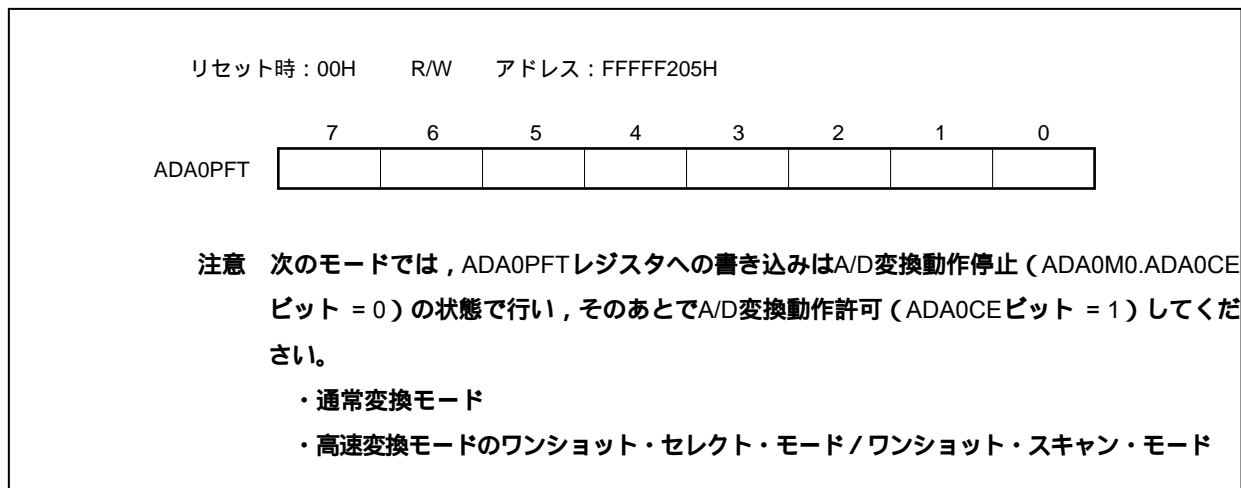 リセット時：00H R/W アドレス：FFFFF205H
7 6 5 4 3 2 1 0
ADA0PFT
注意 次のモードでは，ADA0PFTレジスタへの書き込みはA/D変換動作停止（ADA0M0.ADA0CE
ビット = 0）の状態で行い，そのあとでA/D変換動作許可（ADA0CEビット = 1）してくだ
さい。
・通常変換モード
・高速変換モードのワンショット・セレクト・モード／ワンショット・スキャン・モード